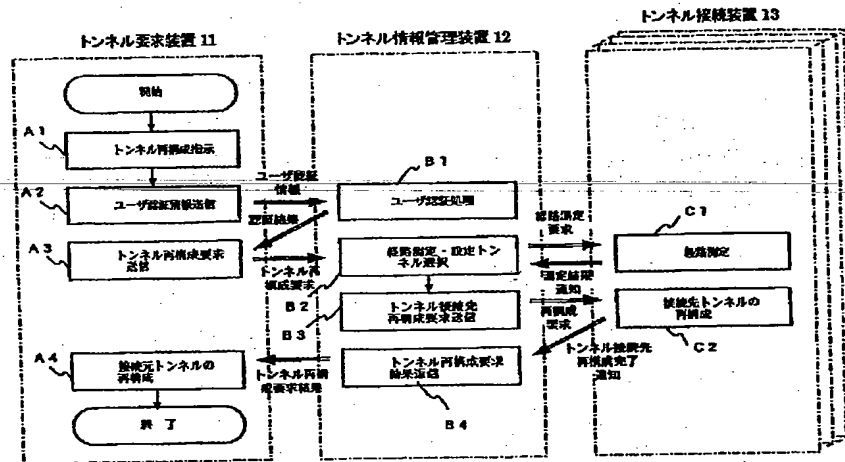 トンネル要求装置 11
トンネル情報管理装置 12
トンネル接続装置 13
開始
A1
トンネル再構成指示
A2
ユーザ認証情報送信
ユーザ認証
情報
B1
ユーザ認証処理
認証結果
A3
トンネル再構成要求
送信
トンネル再
構成要求
経路測定・設定トン
ネル選択
B2
経路測定
要求
C1
経路測定
測定結果
通知
トンネル接続先
再構成要求送信
B3
再構成
要求
接続先トンネルの
再構成
C2
トンネル接続先
再構成完了
通知
トンネル再構成要求
結果返信
B4
トンネル再構
成要求結果
A4
接続元トンネルの
再構成
終了